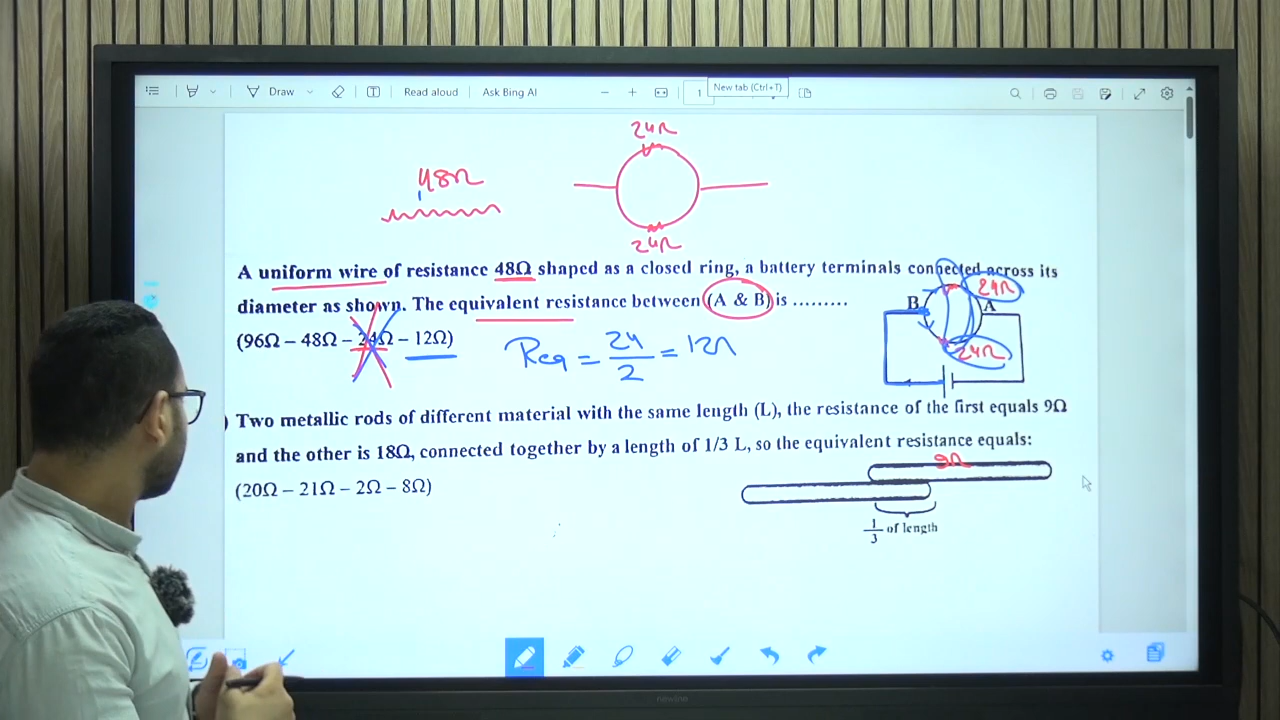 Draw
Read aloud
Ask Bing AI
1
New tab (Ctrl+T)
24Ω
48Ω
24Ω
A uniform wire of resistance 48Ω shaped as a closed ring, a battery terminals connected across its
diameter as shown. The equivalent resistance between (A & B) is .........
B 24Ω A
(96Ω – 48Ω – 24Ω – 12Ω)
Req = 24/2 = 12Ω
24Ω
) Two metallic rods of different material with the same length (L), the resistance of the first equals 9Ω
and the other is 18Ω, connected together by a length of 1/3 L, so the equivalent resistance equals:
9Ω
(20Ω – 21Ω – 2Ω – 8Ω)
1/3 of length
newline